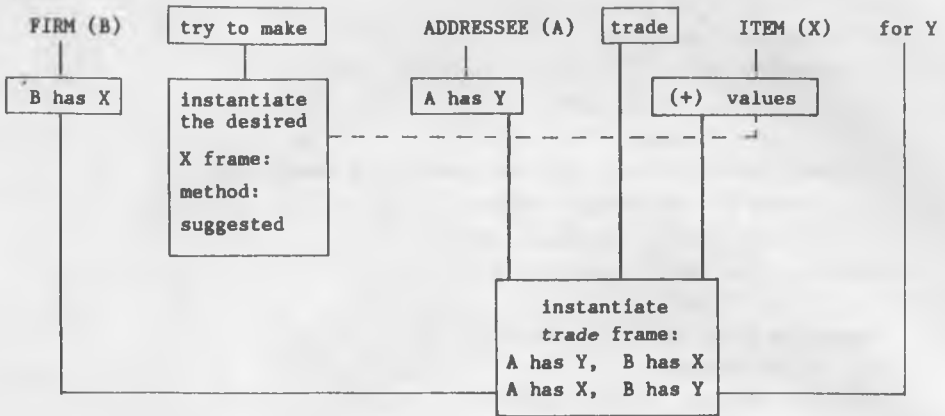 FIRM (B) try to make ADDRESSEE (A) trade ITEM (X) for Y
B has X
instantiate
the desired
X frame:
method:
suggested
A has Y
(+) values
instantiate
trade frame:
A has Y, B has X
A has X, B has Y